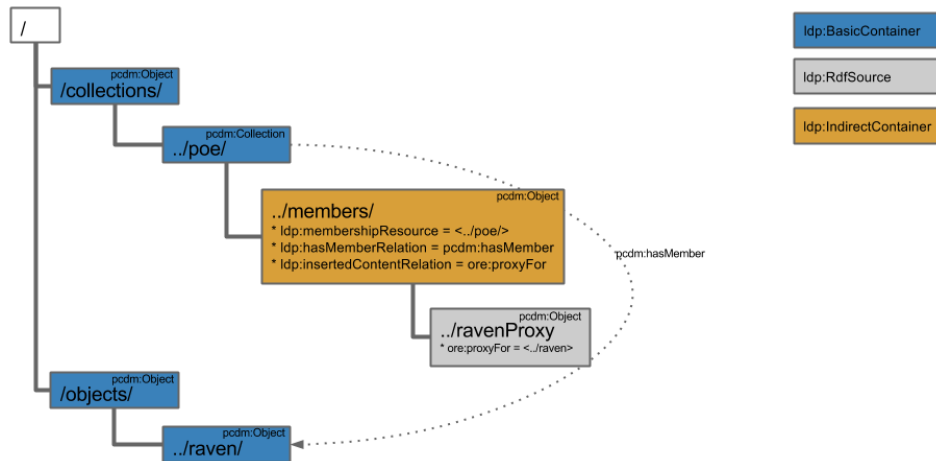 /
ldp:BasicContainer
pcdm:Object
/collections/
ldp:RdfSource
pcdm:Collection
../poe/
ldp:IndirectContainer
pcdm:Object
../members/
* ldp:membershipResource = <../poe/>
* ldp:hasMemberRelation = pcdm:hasMember
* ldp:insertedContentRelation = ore:proxyFor
pcdm:hasMember
pcdm:Object
../ravenProxy
* ore:proxyFor = <../raven>
pcdm:Object
/objects/
pcdm:Object
../raven/